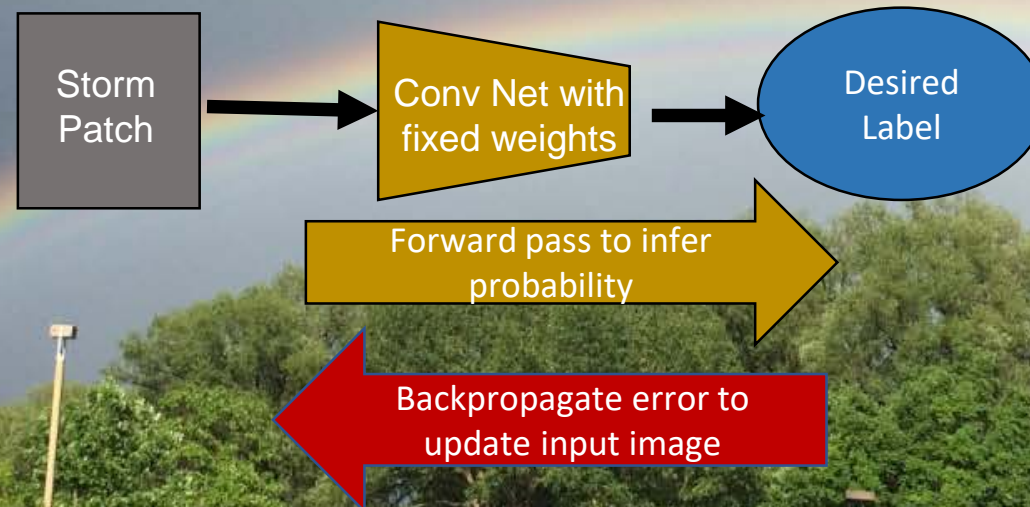 Storm
Patch
Conv Net with
fixed weights
Desired
Label
Forward pass to infer
probability
Backpropagate error to
update input image